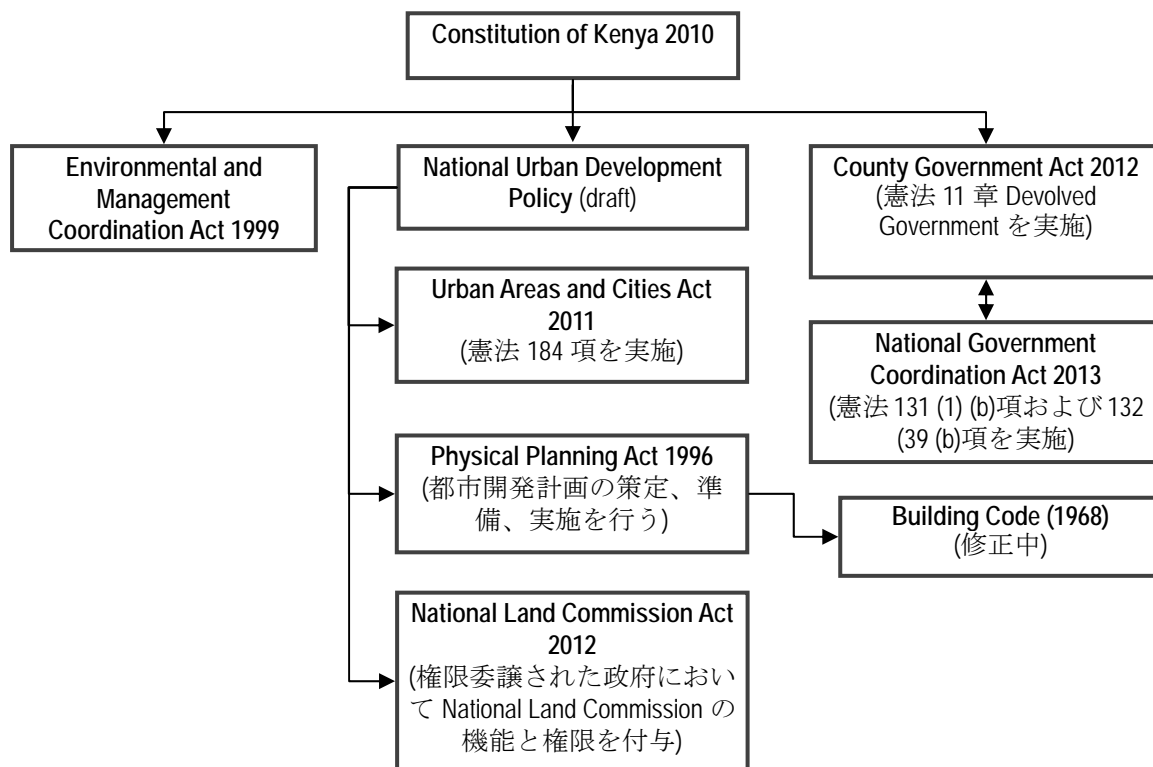 Constitution of Kenya 2010
Environmental and
Management
Coordination Act 1999
National Urban Development
Policy (draft)
County Government Act 2012
(憲法 11 章 Devolved
Government を実施)
Urban Areas and Cities Act
2011
(憲法 184 項を実施)
National Government
Coordination Act 2013
(憲法 131 (1) (b)項および 132
(39 (b)項を実施)
Physical Planning Act 1996
(都市開発計画の策定、準
備、実施を行う)
Building Code (1968)
(修正中)
National Land Commission Act
2012
(権限委譲された政府におい
て National Land Commission の
機能と権限を付与)